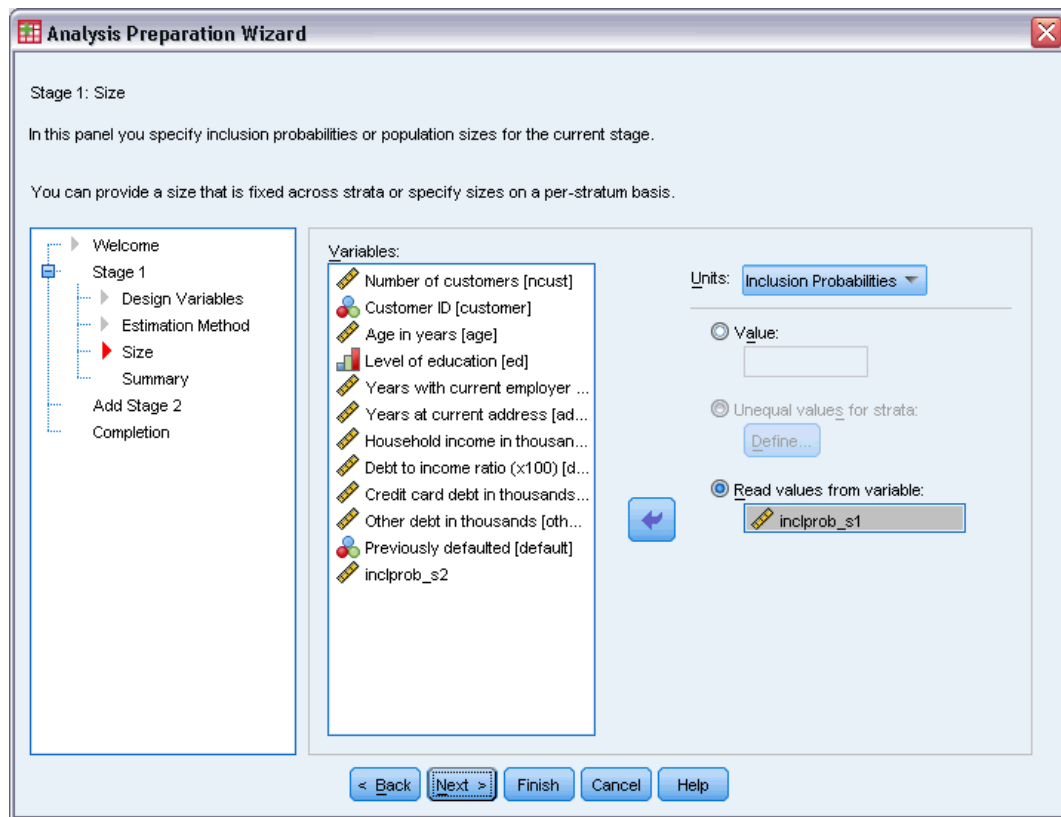 Analysis Preparation Wizard
Stage 1: Size
In this panel you specify inclusion probabilities or population sizes for the current stage.
You can provide a size that is fixed across strata or specify sizes on a per-stratum basis.
Welcome
Stage 1
Design Variables
Estimation Method
Size
Summary
Add Stage 2
Completion
Variables:
Number of customers [ncust]
Customer ID [customer]
Age in years [age]
Level of education [ed]
Years with current employer ...
Years at current address [ad...
Household income in thousan...
Debt to income ratio (x100) [d...
Credit card debt in thousands...
Other debt in thousands [oth...
Previously defaulted [default]
inclprob_s2
Units: Inclusion Probabilities
Value:
Unequal values for strata:
Define...
Read values from variable:
inclprob_s1
< Back Next > Finish Cancel Help